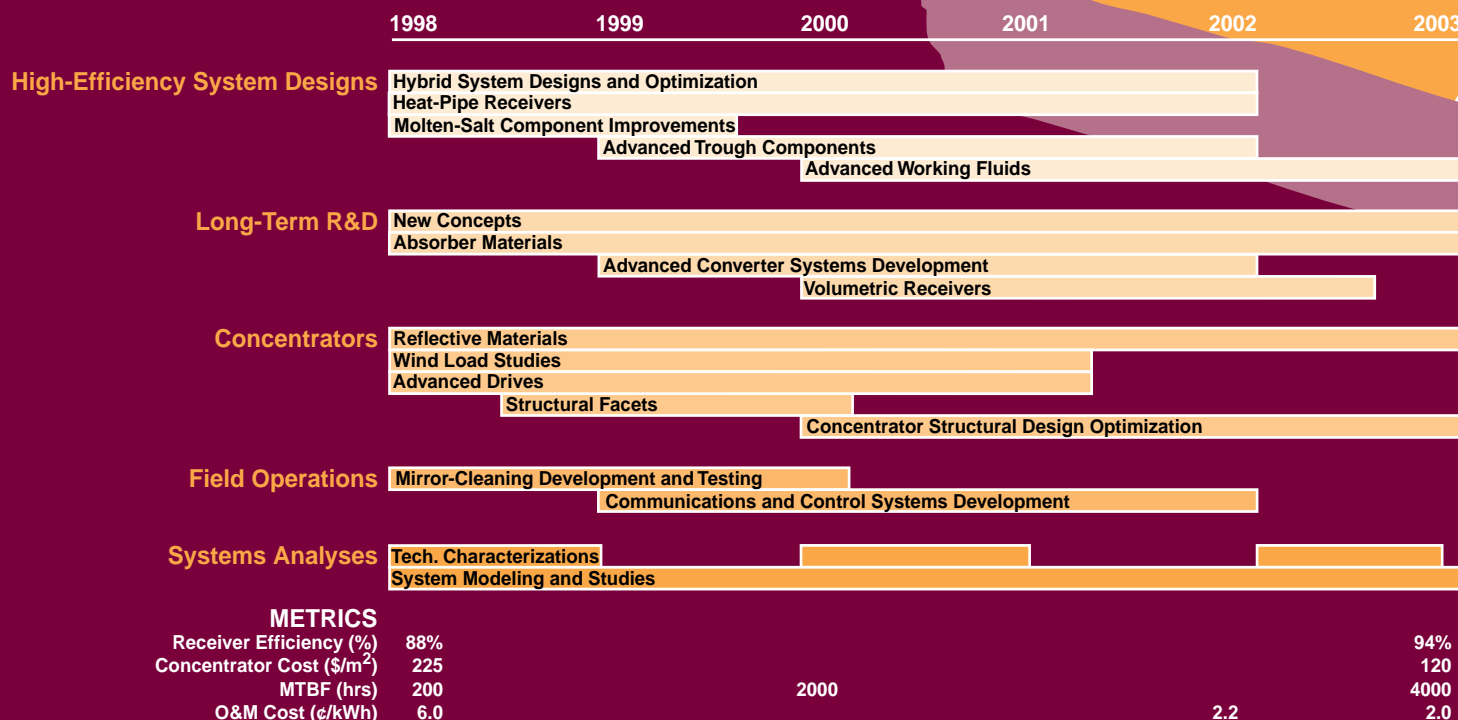 1998 1999 2000 2001 2002 2003
High-Efficiency System Designs
Hybrid System Designs and Optimization
Heat-Pipe Receivers
Molten-Salt Component Improvements
Advanced Trough Components
Advanced Working Fluids
Long-Term R&D
New Concepts
Absorber Materials
Advanced Converter Systems Development
Volumetric Receivers
Concentrators
Reflective Materials
Wind Load Studies
Advanced Drives
Structural Facets
Concentrator Structural Design Optimization
Field Operations
Mirror-Cleaning Development and Testing
Communications and Control Systems Development
Systems Analyses
Tech. Characterizations
System Modeling and Studies
METRICS
Receiver Efficiency (%) 88% 94%
Concentrator Cost ($/m²) 225 120
MTBF (hrs) 200 2000 4000
O&M Cost (¢/kWh) 6.0 2.2 2.0